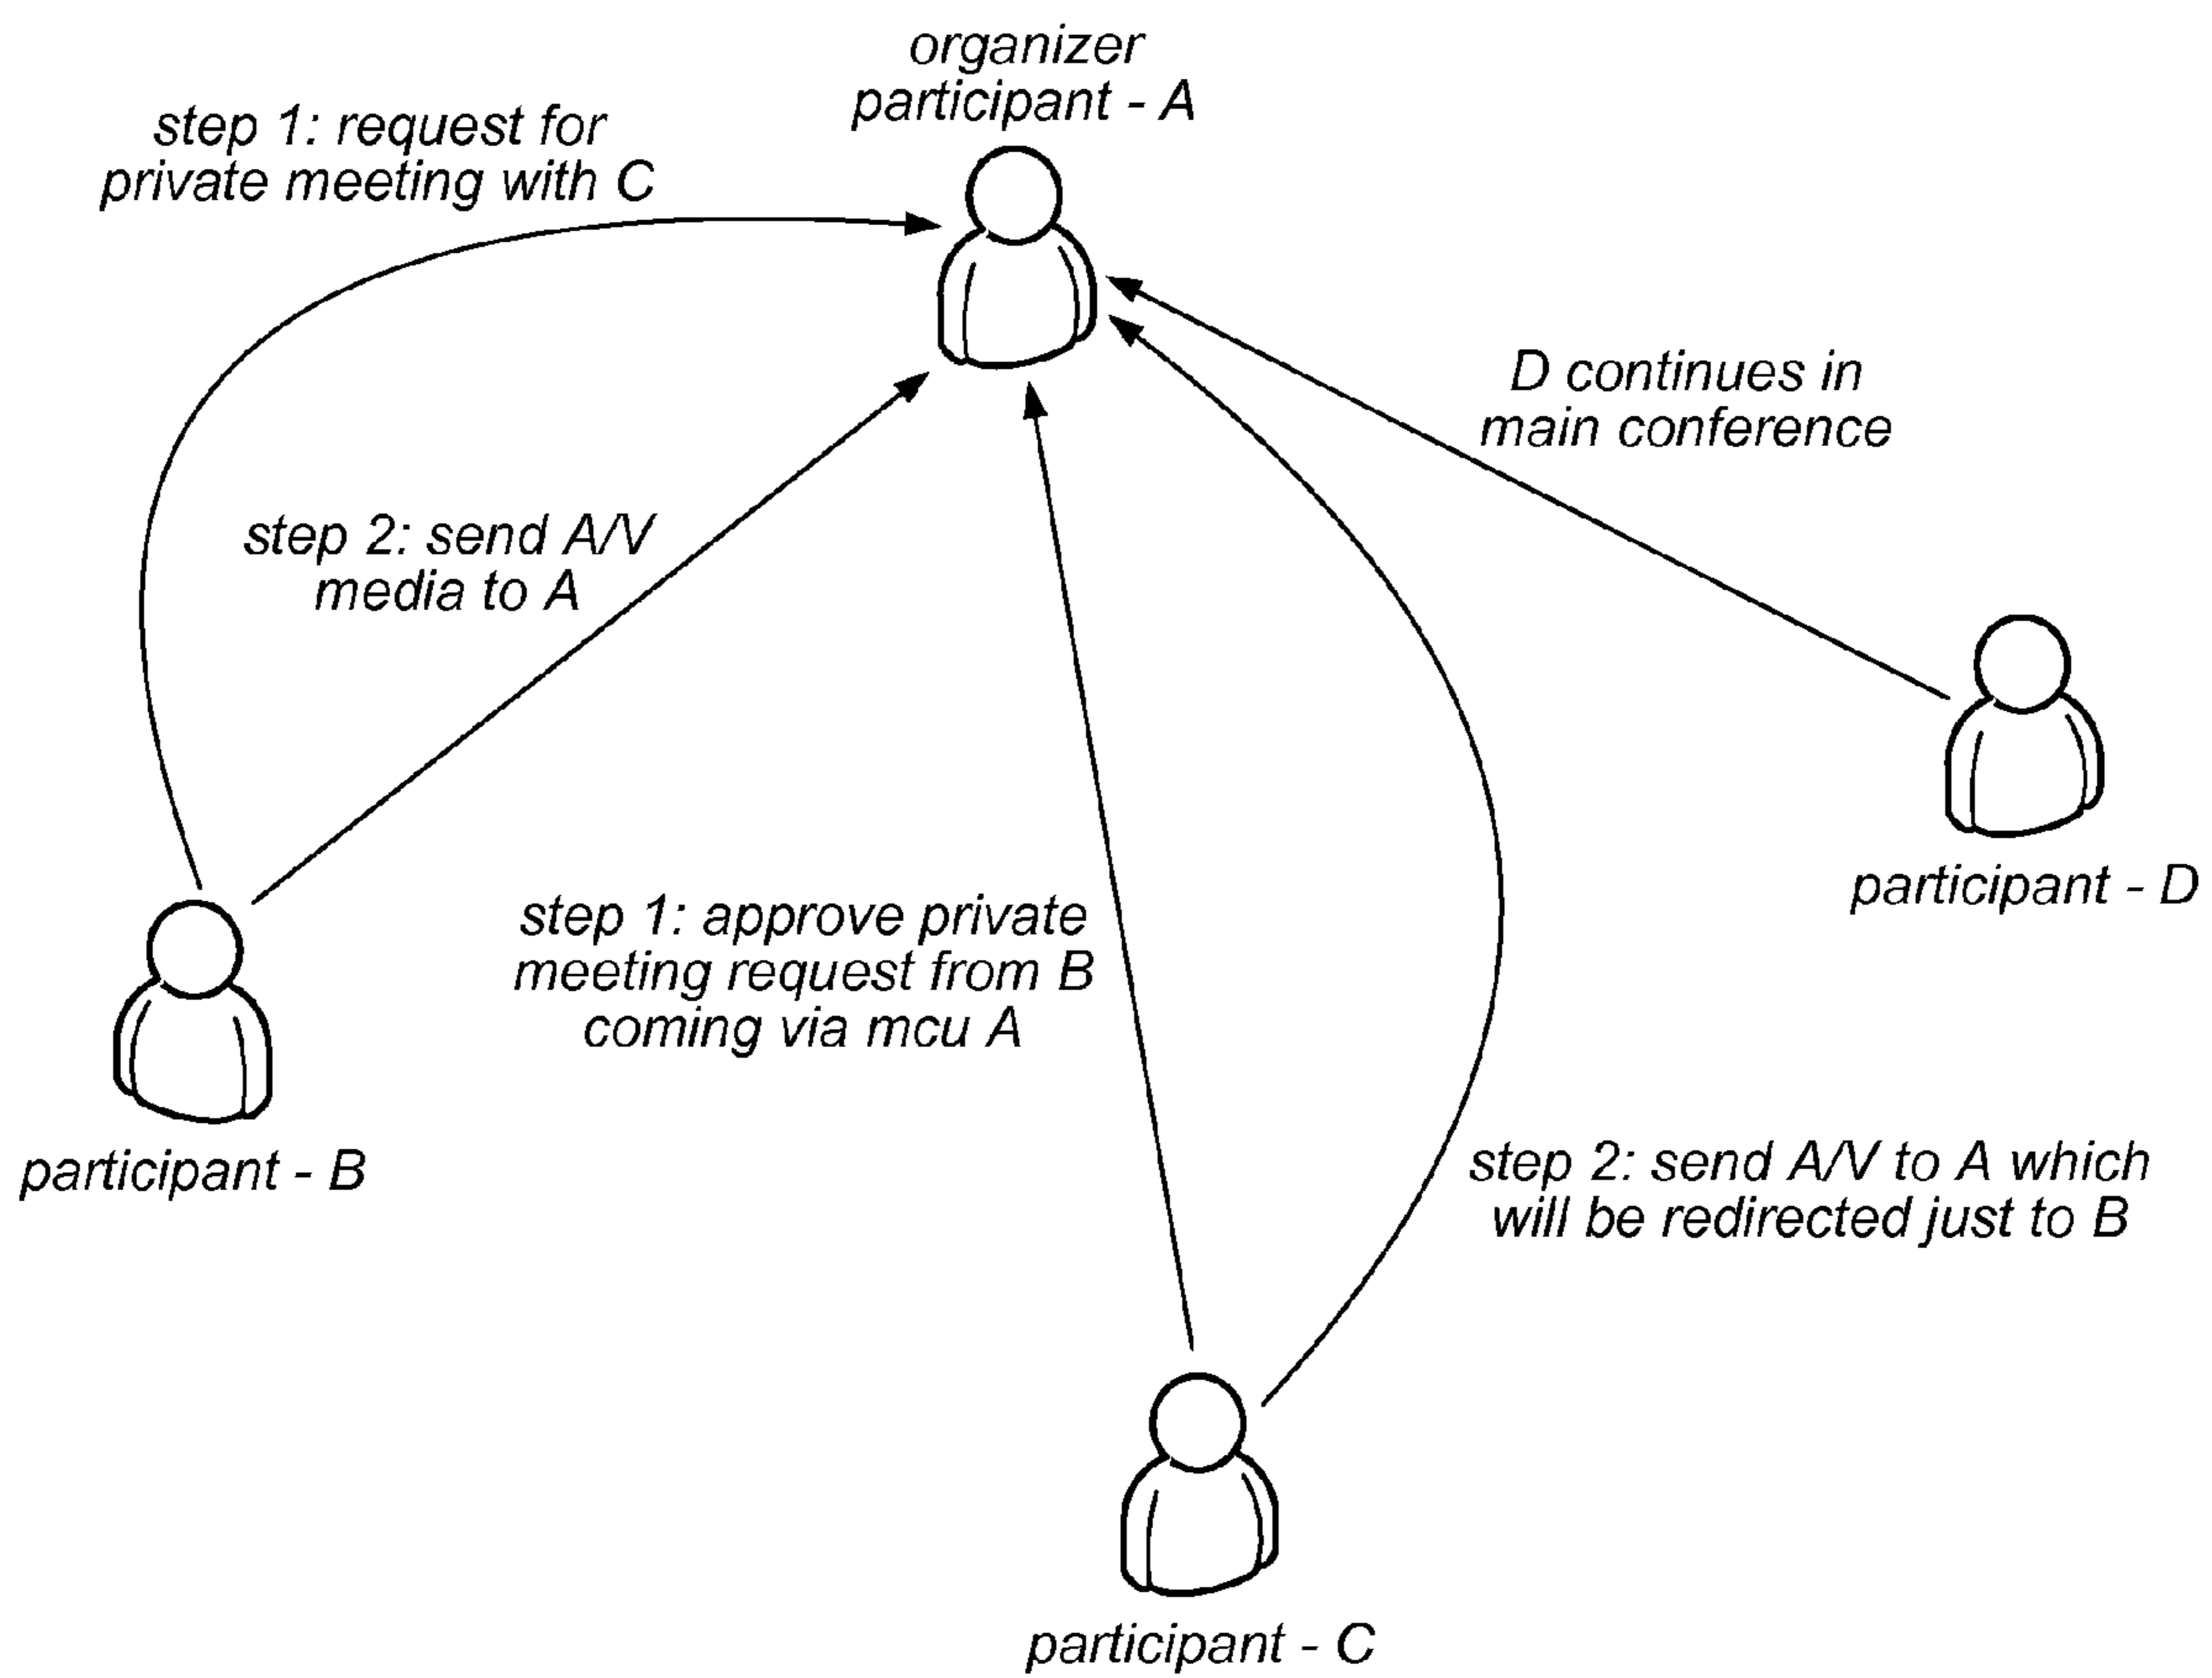 organizer
participant - A
step 1: request for
private meeting with C
D continues in
main conference
step 2: send A/V
media to A
participant - D
step 1: approve private
meeting request from B
coming via mcu A
participant - B
step 2: send A/V to A which
will be redirected just to B
participant - C